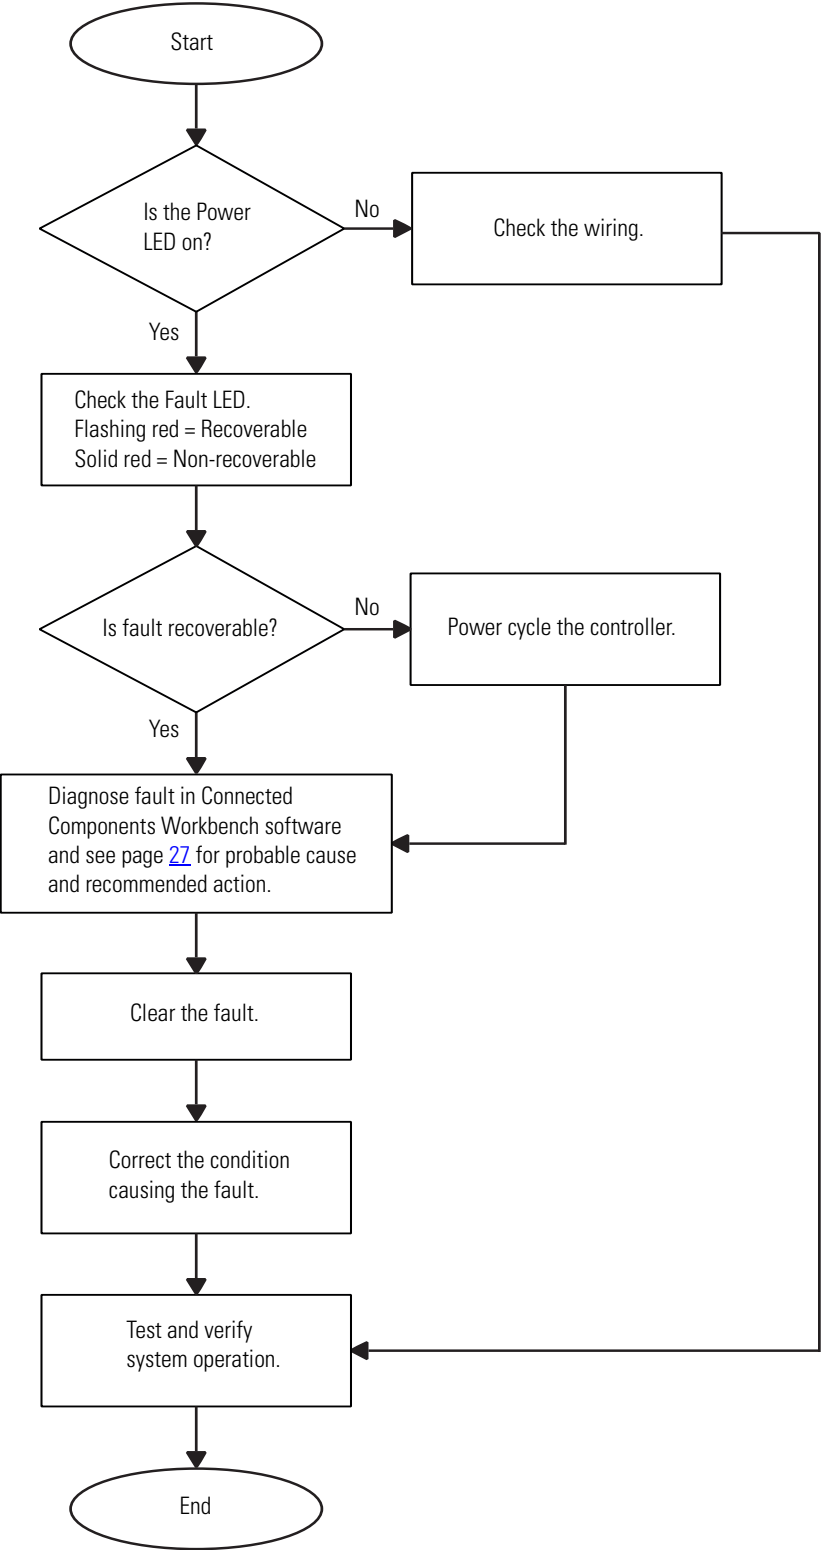 Start
Is the Power
LED on?
No
Check the wiring.
Yes
Check the Fault LED.
Flashing red = Recoverable
Solid red = Non-recoverable
Is fault recoverable?
No
Power cycle the controller.
Yes
Diagnose fault in Connected
Components Workbench software
and see page 27 for probable cause
and recommended action.
Clear the fault.
Correct the condition
causing the fault.
Test and verify
system operation.
End